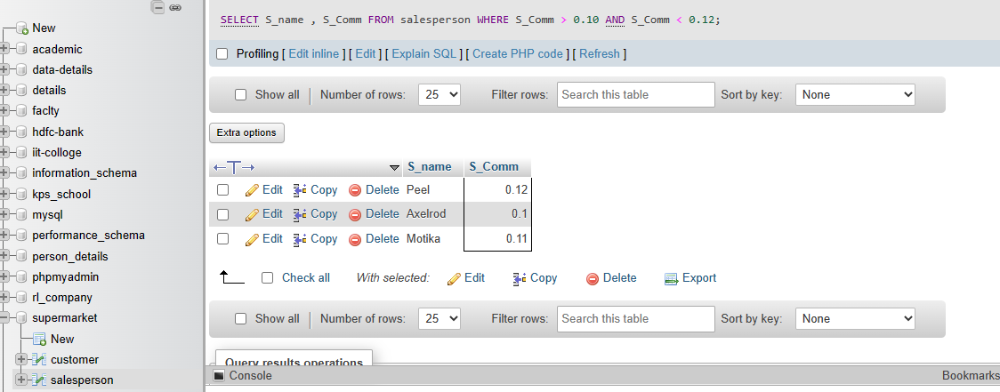 New
academic
data-details
details
faclty
hdfc-bank
iit-colloge
information_schema
kps_school
mysql
performance_schema
person_details
phpmyadmin
rl_company
supermarket
New
customer
salesperson
SELECT S_name , S_Comm FROM salesperson WHERE S_Comm > 0.10 AND S_Comm < 0.12;
Profiling [ Edit inline ] [ Edit ] [ Explain SQL ] [ Create PHP code ] [ Refresh ]
Show all Number of rows: 25 Filter rows: Search this table Sort by key: None
Extra options
S_name S_Comm
Edit Copy Delete Peel 0.12
Edit Copy Delete Axelrod 0.1
Edit Copy Delete Motika 0.11
Check all With selected: Edit Copy Delete Export
Show all Number of rows: 25 Filter rows: Search this table Sort by key: None
Query results operations
Console Bookmarks